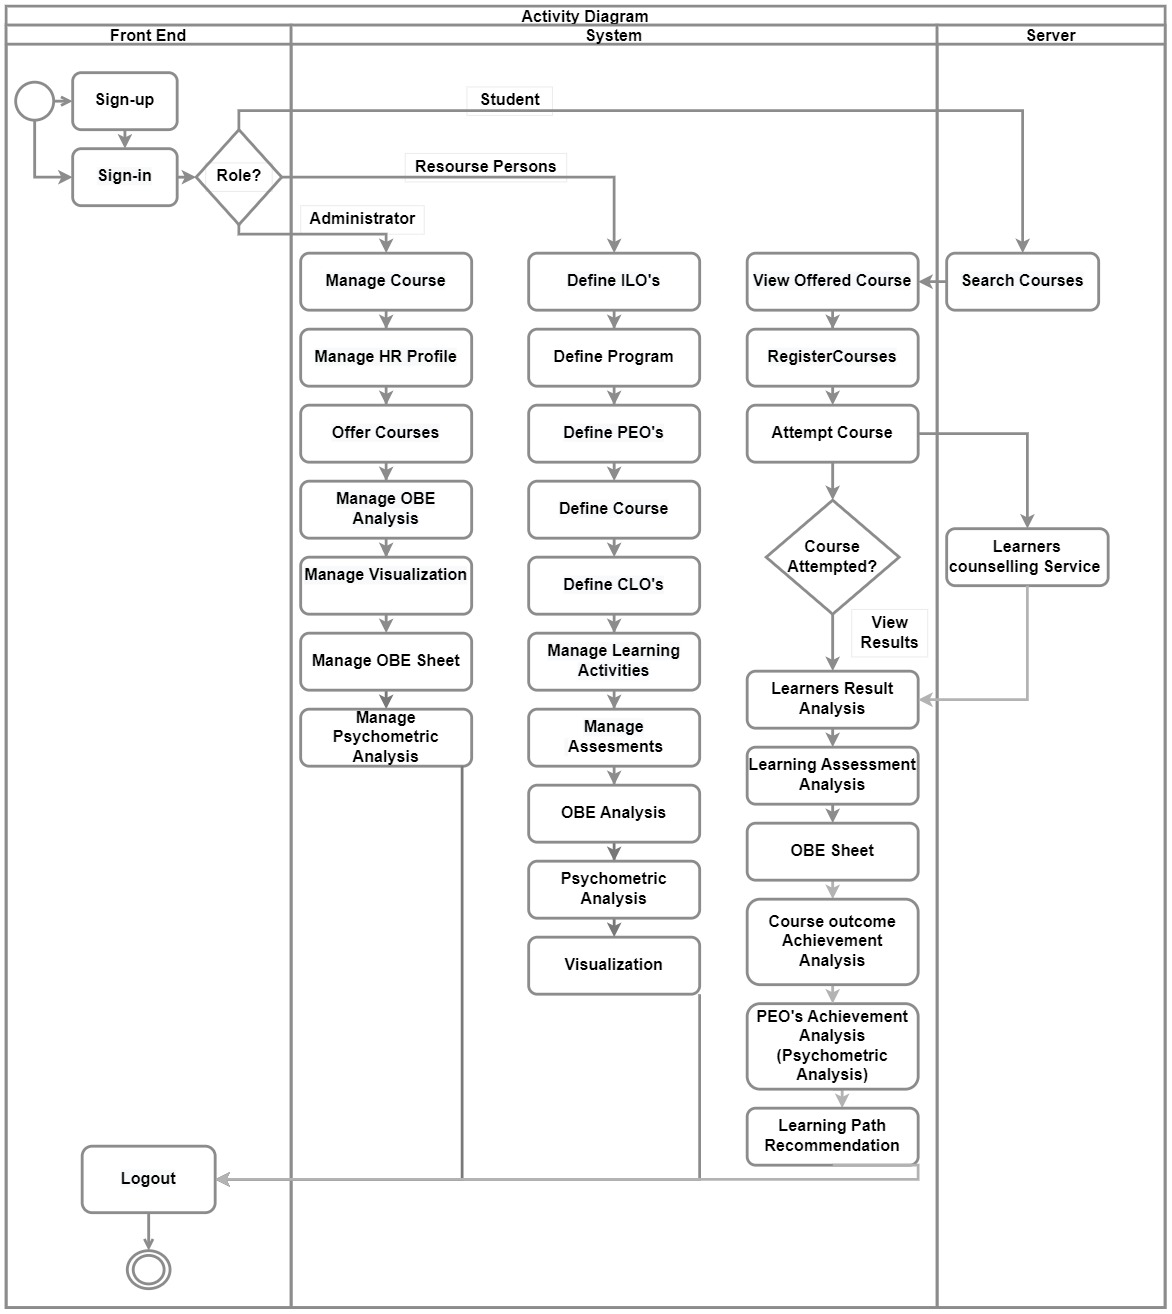 Activity Diagram
Front End
System
Server
Sign-up
Student
Sign-in
Role?
Resourse Persons
Administrator
Manage Course
Define ILO's
View Offered Course
Search Courses
Manage HR Profile
Define Program
RegisterCourses
Offer Courses
Define PEO's
Attempt Course
Manage OBE
Analysis
Define Course
Course
Attempted?
Learners
counselling Service
Manage Visualization
Define CLO's
View
Results
Manage OBE Sheet
Manage Learning
Activities
Learners Result
Analysis
Manage
Psychometric
Analysis
Manage
Assesments
Learning Assessment
Analysis
OBE Analysis
OBE Sheet
Psychometric
Analysis
Course outcome
Achievement
Analysis
Visualization
PEO's Achievement
Analysis
(Psychometric
Analysis)
Learning Path
Recommendation
Logout